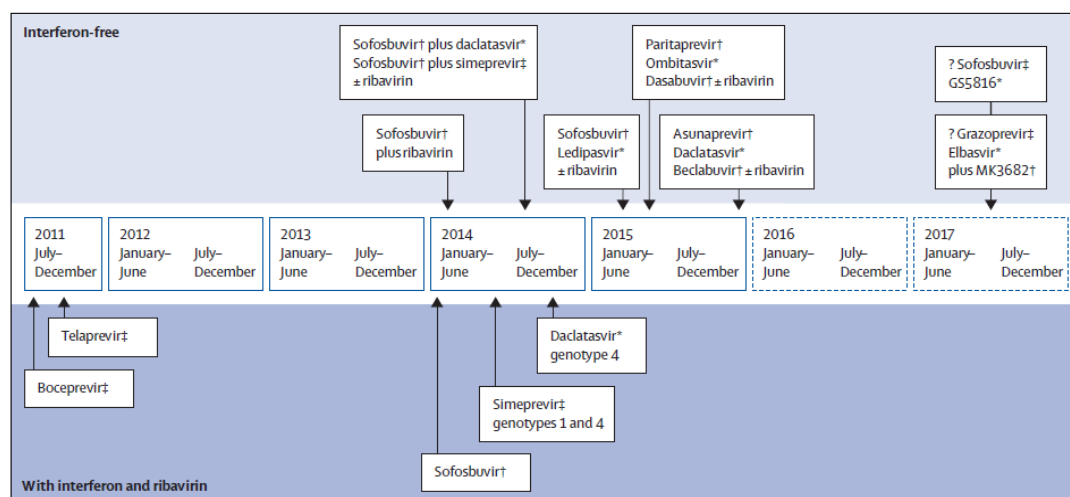 Interferon-free
Sofosbuvir† plus daclatasvir*
Sofosbuvir† plus simeprevir‡
± ribavirin
Paritaprevir†
Ombitasvir*
Dasabuvir† ± ribavirin
? Sofosbuvir‡
GS5816*
Sofosbuvir†
plus ribavirin
Sofosbuvir†
Ledipasvir*
± ribavirin
Asunaprevir†
Daclatasvir*
Beclabuvir† ± ribavirin
? Grazoprevir‡
Elbasvir*
plus MK3682†
2011
July–
December
2012
January–
June
July–
December
2013
January–
June
July–
December
2014
January–
June
July–
December
2015
January–
June
July–
December
2016
January–
June
July–
December
2017
January–
June
July–
December
Telaprevir‡
Boceprevir‡
Daclatasvir*
genotype 4
Simeprevir‡
genotypes 1 and 4
Sofosbuvir†
With interferon and ribavirin